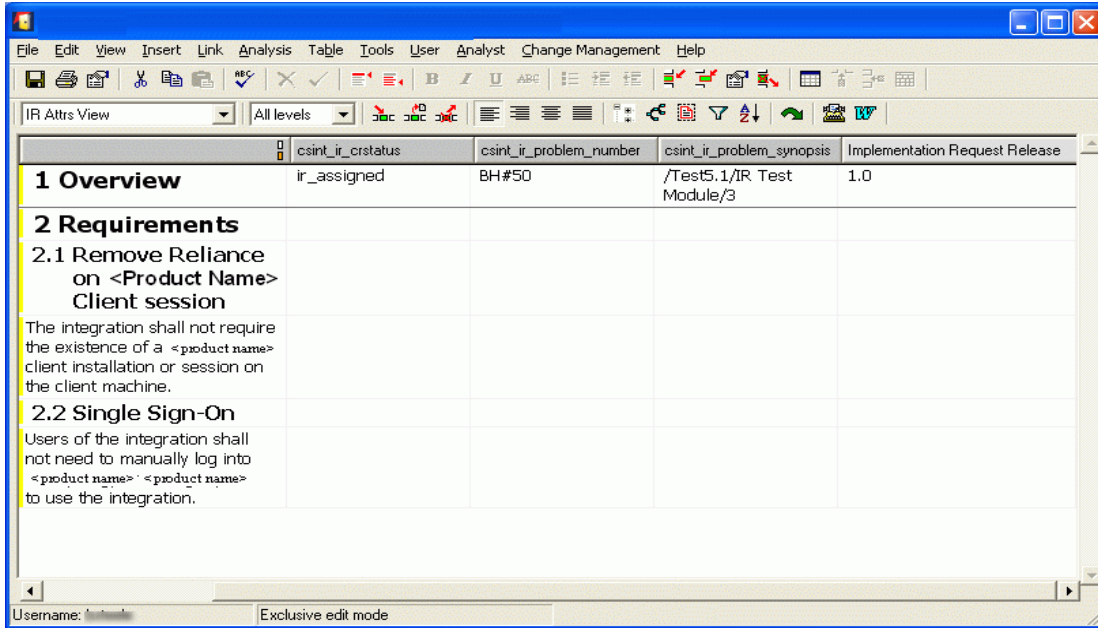 File Edit View Insert Link Analysis Table Tools User Analyst Change Management Help
ABC B I U ABC
IR Attrs View All levels W
csint_ir_crstatus csint_ir_problem_number csint_ir_problem_synopsis Implementation Request Release
1 Overview ir_assigned BH#50 /Test5.1/IR Test 1.0
Module/3
2 Requirements
2.1 Remove Reliance
on <Product Name>
Client session
The integration shall not require
the existence of a <product name>
client installation or session on
the client machine.
2.2 Single Sign-On
Users of the integration shall
not need to manually log into
<product name> <product name>
to use the integration.
Username: Exclusive edit mode